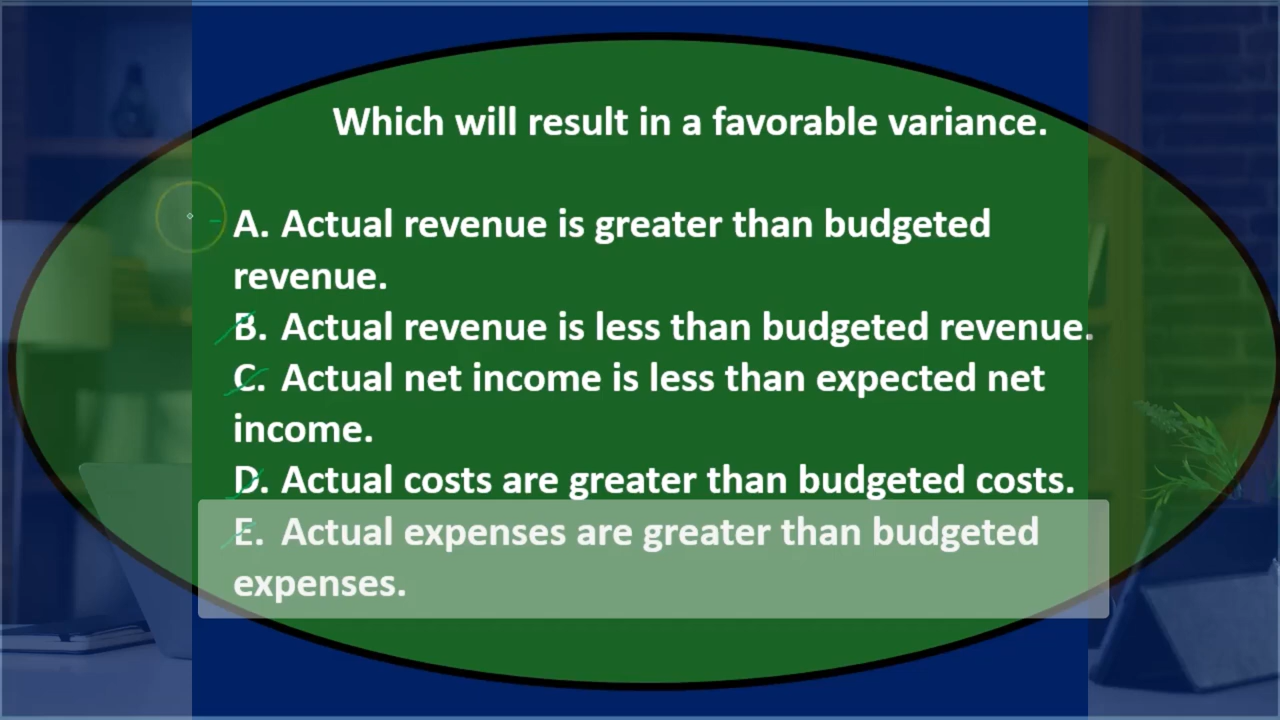 Which will result in a favorable variance.
A. Actual revenue is greater than budgeted
revenue.
B. Actual revenue is less than budgeted revenue.
C. Actual net income is less than expected net
income.
D. Actual costs are greater than budgeted costs.
E. Actual expenses are greater than budgeted
expenses.